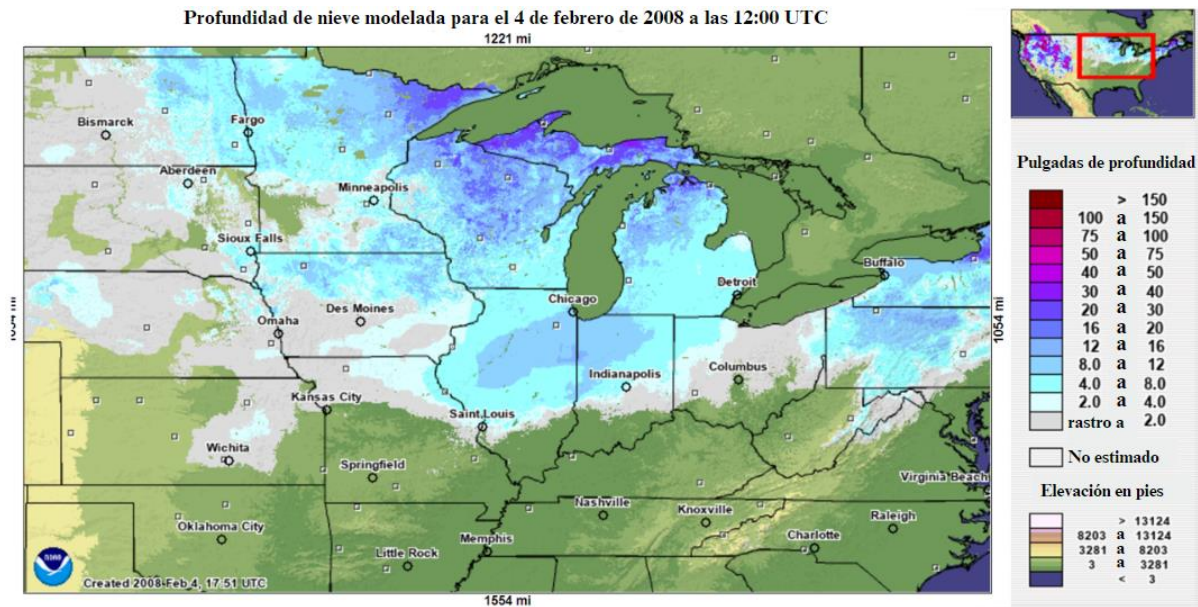 Profundidad de nieve modelada para el 4 de febrero de 2008 a las 12:00 UTC
1221 mi
Bismarck
Fargo
Aberdeen
Minneapolis
Sioux Falls
Buffalo
Detroit
Chicago
Des Moines
Omaha
1054 mi
1054 mi
Indianapolis
Columbus
Kansas City
Saint Louis
Wichita
Springfield
Virginia Beach
Nashville
Knoxville
Raleigh
Oklahoma City
Charlotte
Memphis
Little Rock
noaa
Created 2008-Feb 4, 17:51 UTC
1554 mi
Pulgadas de profundidad
> 150
100 a 150
75 a 100
50 a 75
40 a 50
30 a 40
20 a 30
16 a 20
12 a 16
8.0 a 12
4.0 a 8.0
2.0 a 4.0
rastro a 2.0
No estimado
Elevación en pies
> 13124
8203 a 13124
3281 a 8203
3 a 3281
< 3